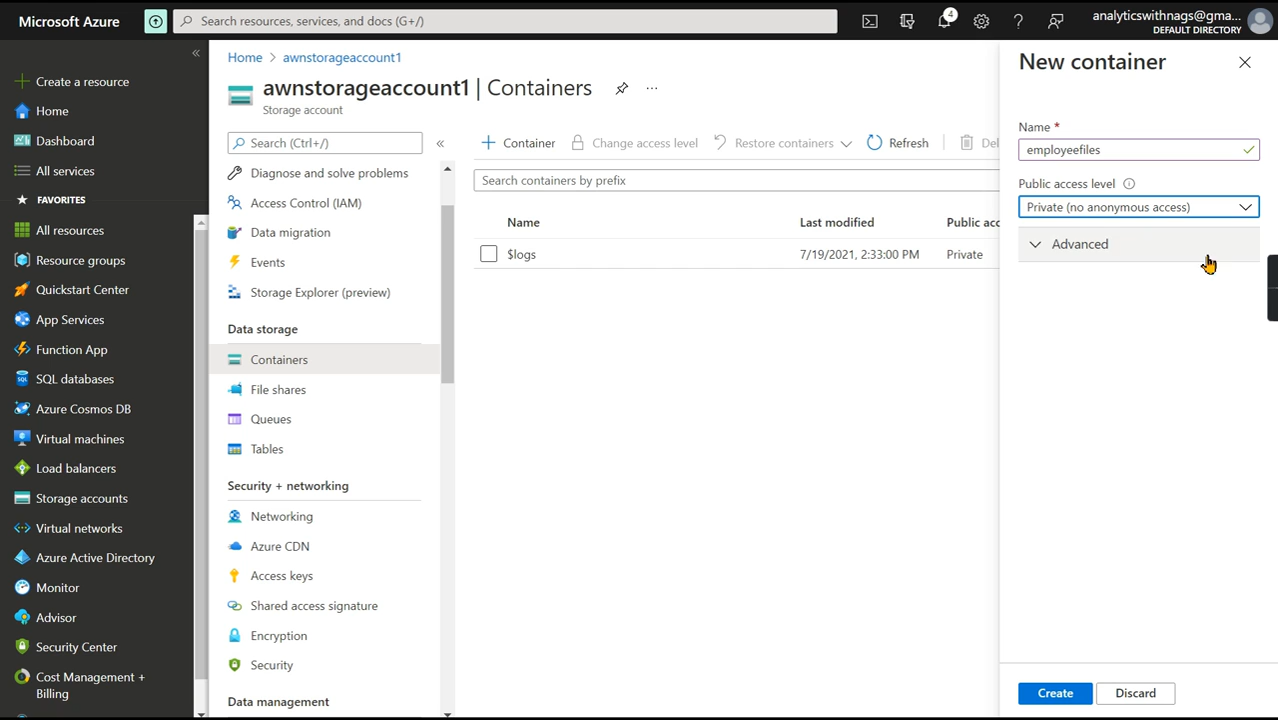 Microsoft Azure
Search resources, services, and docs (G+/)
4
analyticswithnags@gma...
DEFAULT DIRECTORY
Create a resource
Home
Dashboard
All services
FAVORITES
All resources
Resource groups
Quickstart Center
App Services
Function App
SQL databases
Azure Cosmos DB
Virtual machines
Load balancers
Storage accounts
Virtual networks
Azure Active Directory
Monitor
Advisor
Security Center
Cost Management +
Billing
Home > awnstorageaccount1
awnstorageaccount1 | Containers
Storage account
Search (Ctrl+/)
Diagnose and solve problems
Access Control (IAM)
Data migration
Events
Storage Explorer (preview)
Data storage
Containers
File shares
Queues
Tables
Security + networking
Networking
Azure CDN
Access keys
Shared access signature
Encryption
Security
Data management
Container Change access level Restore containers Refresh Del
Search containers by prefix
Name Last modified Public acc
$logs 7/19/2021, 2:33:00 PM Private
New container
Name *
employeefiles
Public access level
Private (no anonymous access)
Advanced
Create Discard